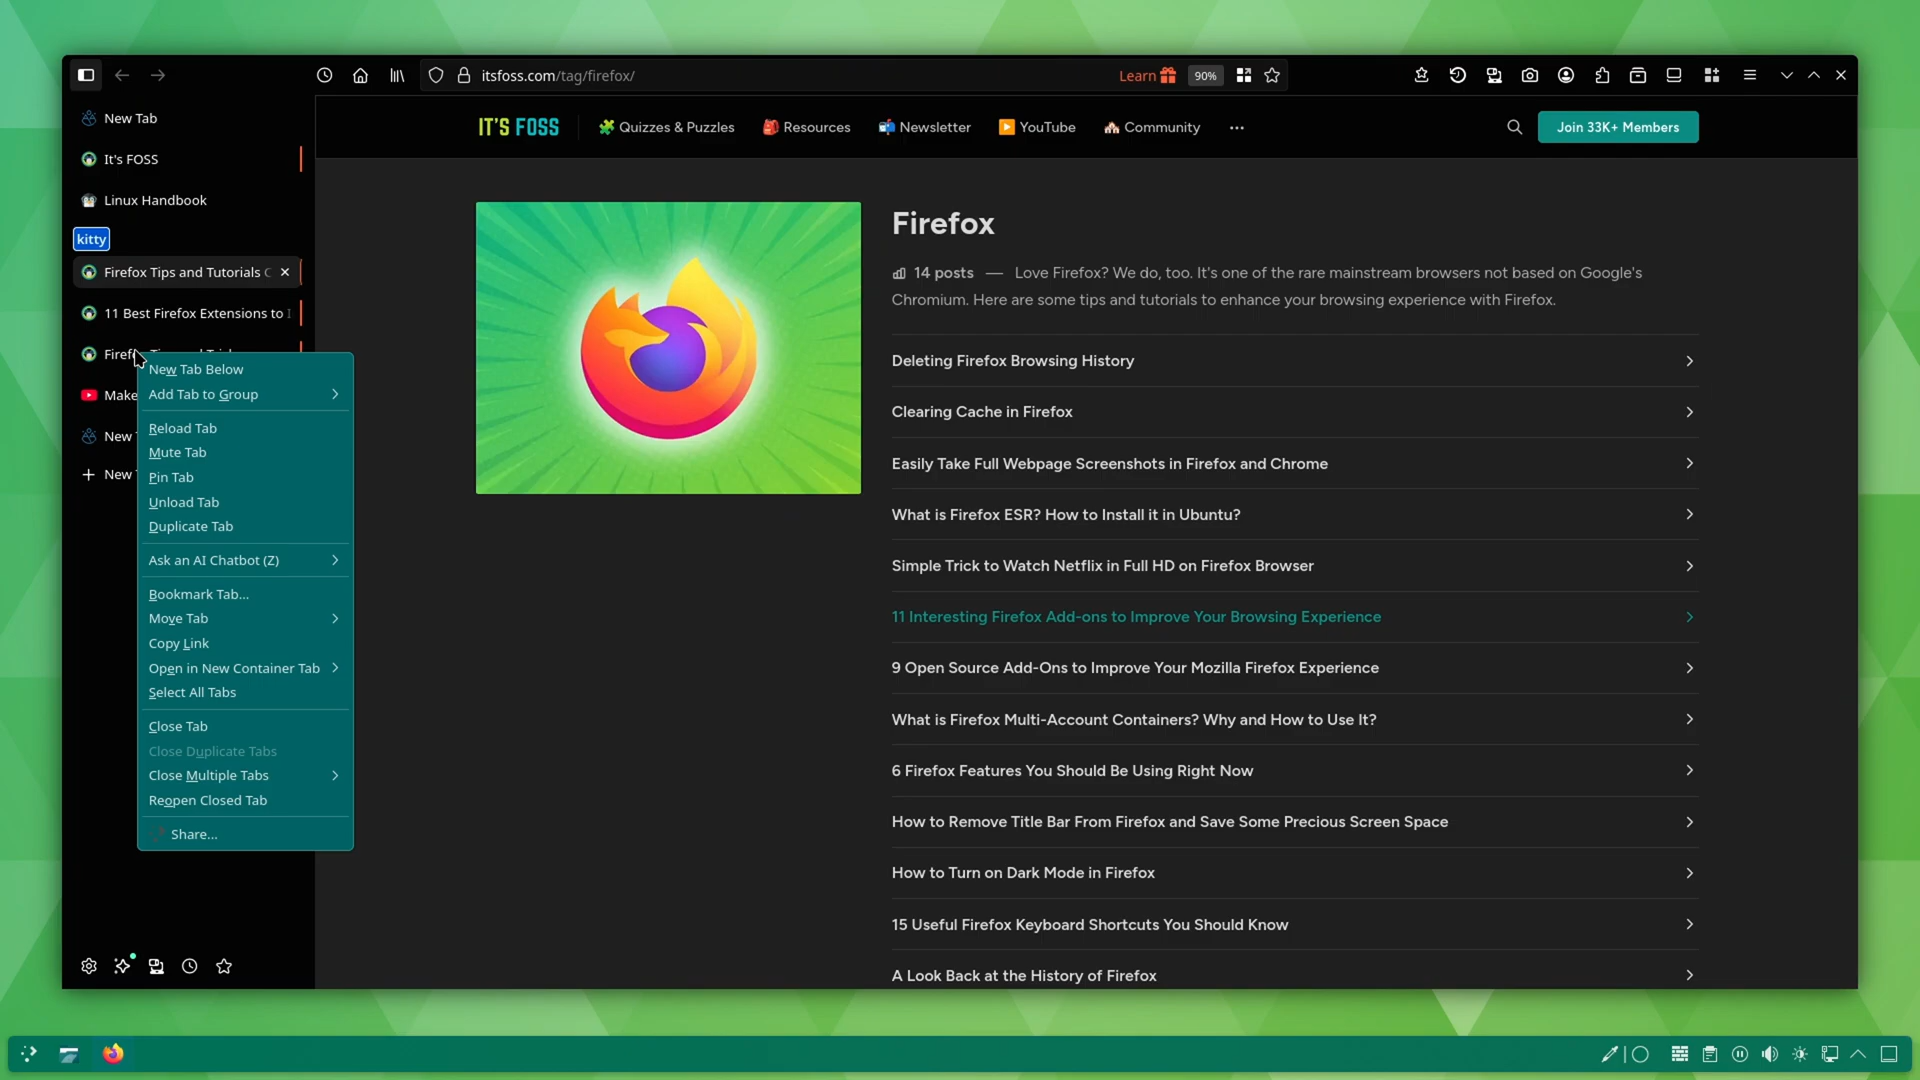 itsfoss.com/tag/firefox/
Learn
90%
New Tab
It's FOSS
Linux Handbook
kitty
Firefox Tips and Tutorials
11 Best Firefox Extensions to
Make
New
New
New Tab Below
Add Tab to Group
Reload Tab
Mute Tab
Pin Tab
Unload Tab
Duplicate Tab
Ask an AI Chatbot (Z)
Bookmark Tab...
Move Tab
Copy Link
Open in New Container Tab
Select All Tabs
Close Tab
Close Duplicate Tabs
Close Multiple Tabs
Reopen Closed Tab
Share...
IT'S FOSS
Quizzes & Puzzles
Resources
Newsletter
YouTube
Community
Join 33K+ Members
Firefox
14 posts — Love Firefox? We do, too. It's one of the rare mainstream browsers not based on Google's
Chromium. Here are some tips and tutorials to enhance your browsing experience with Firefox.
Deleting Firefox Browsing History
Clearing Cache in Firefox
Easily Take Full Webpage Screenshots in Firefox and Chrome
What is Firefox ESR? How to Install it in Ubuntu?
Simple Trick to Watch Netflix in Full HD on Firefox Browser
11 Interesting Firefox Add-ons to Improve Your Browsing Experience
9 Open Source Add-Ons to Improve Your Mozilla Firefox Experience
What is Firefox Multi-Account Containers? Why and How to Use It?
6 Firefox Features You Should Be Using Right Now
How to Remove Title Bar From Firefox and Save Some Precious Screen Space
How to Turn on Dark Mode in Firefox
15 Useful Firefox Keyboard Shortcuts You Should Know
A Look Back at the History of Firefox